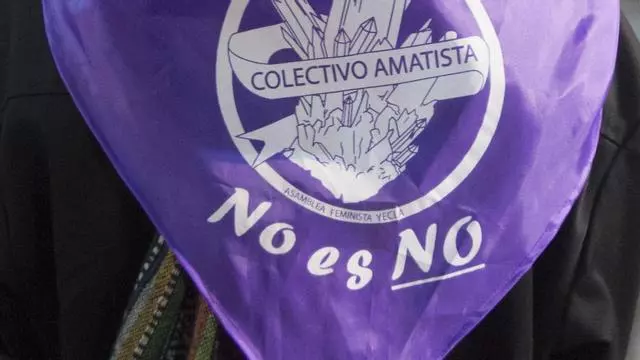 COLECTIVO AMATISTA
ASAMBLEA FEMINISTA YECLA
No es NO